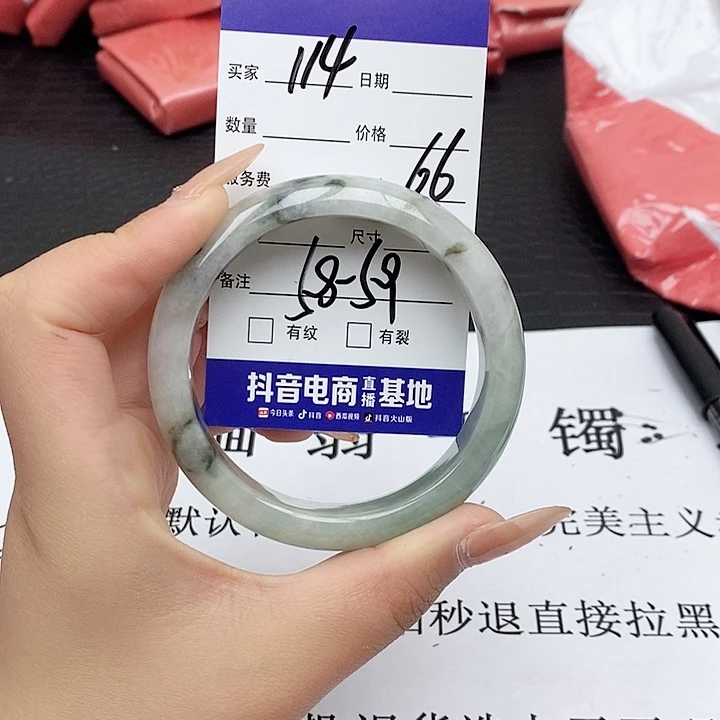 买家 114 日期
数量 价格
服务费 66
尺寸
备注 58-59
有纹 有裂
抖音电商直播基地
今日头条 抖音 西瓜视频 抖音火山版
镯:
默认 完美主义
秒退直接拉黑